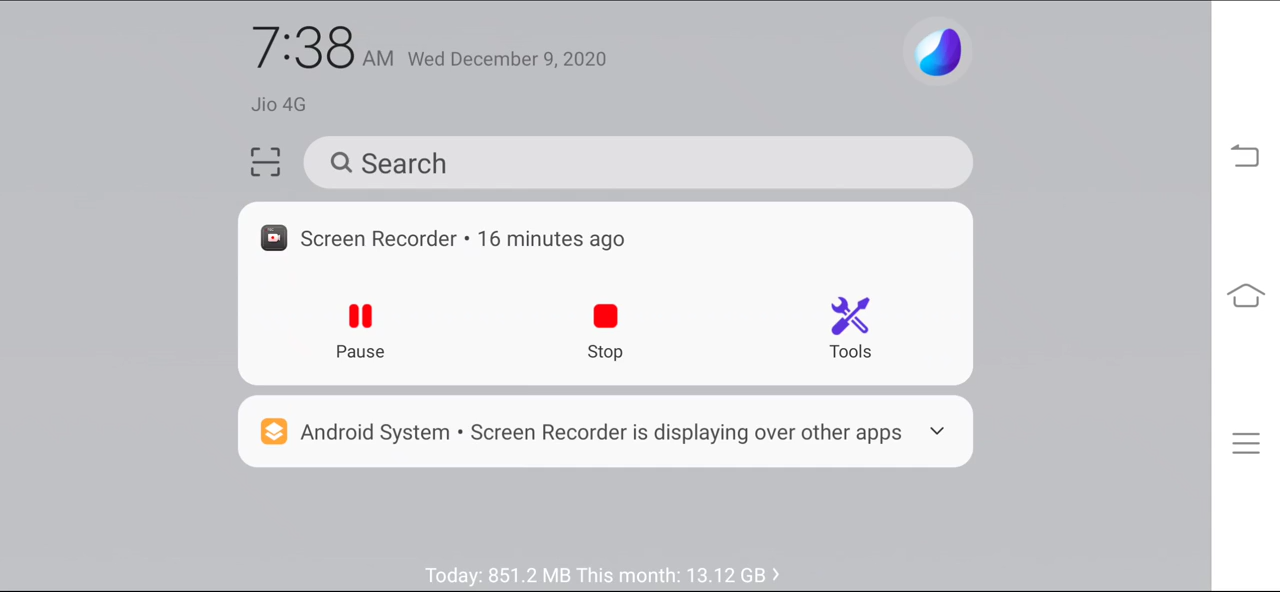 7:38 AM Wed December 9, 2020
Jio 4G
Search
Screen Recorder • 16 minutes ago
Pause Stop Tools
Android System • Screen Recorder is displaying over other apps
Today: 851.2 MB This month: 13.12 GB